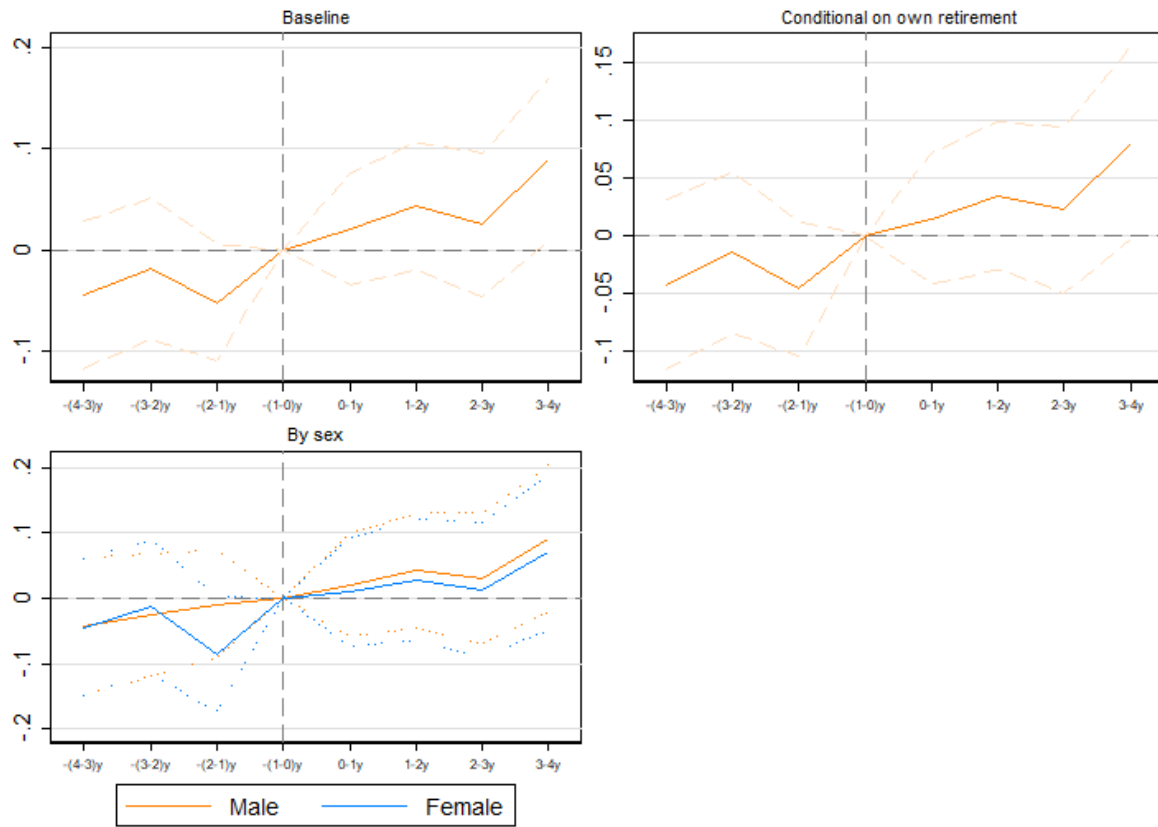 Baseline
.2
.1
0
-.1
-(4-3)y -(3-2)y -(2-1)y -(1-0)y 0-1y 1-2y 2-3y 3-4y
Conditional on own retirement
.15
.1
.05
0
-.05
-.1
-(4-3)y -(3-2)y -(2-1)y -(1-0)y 0-1y 1-2y 2-3y 3-4y
By sex
.2
.1
0
-.1
-.2
-(4-3)y -(3-2)y -(2-1)y -(1-0)y 0-1y 1-2y 2-3y 3-4y
Male Female